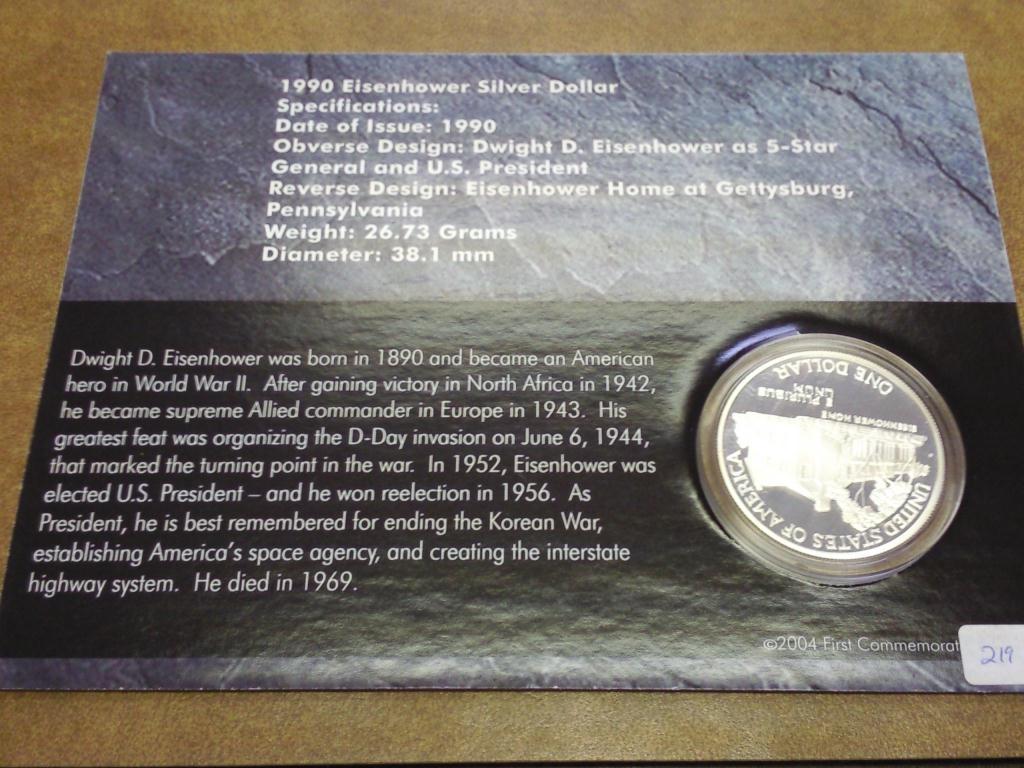 1990 Eisenhower Silver Dollar
Specifications:
Date of Issue: 1990
Obverse Design: Dwight D. Eisenhower as 5-Star
General and U.S. President
Reverse Design: Eisenhower Home at Gettysburg,
Pennsylvania
Weight: 26.73 Grams
Diameter: 38.1 mm
Dwight D. Eisenhower was born in 1890 and became an American
hero in World War II. After gaining victory in North Africa in 1942,
he became supreme Allied commander in Europe in 1943. His
greatest feat was organizing the D-Day invasion on June 6, 1944,
that marked the turning point in the war. In 1952, Eisenhower was
elected U.S. President – and he won reelection in 1956. As
President, he is best remembered for ending the Korean War,
establishing America's space agency, and creating the interstate
highway system. He died in 1969.
UNITED STATES OF AMERICA
EISENHOWER HOME
E PLURIBUS
UNUM
ONE DOLLAR
©2004 First Commemorat
219